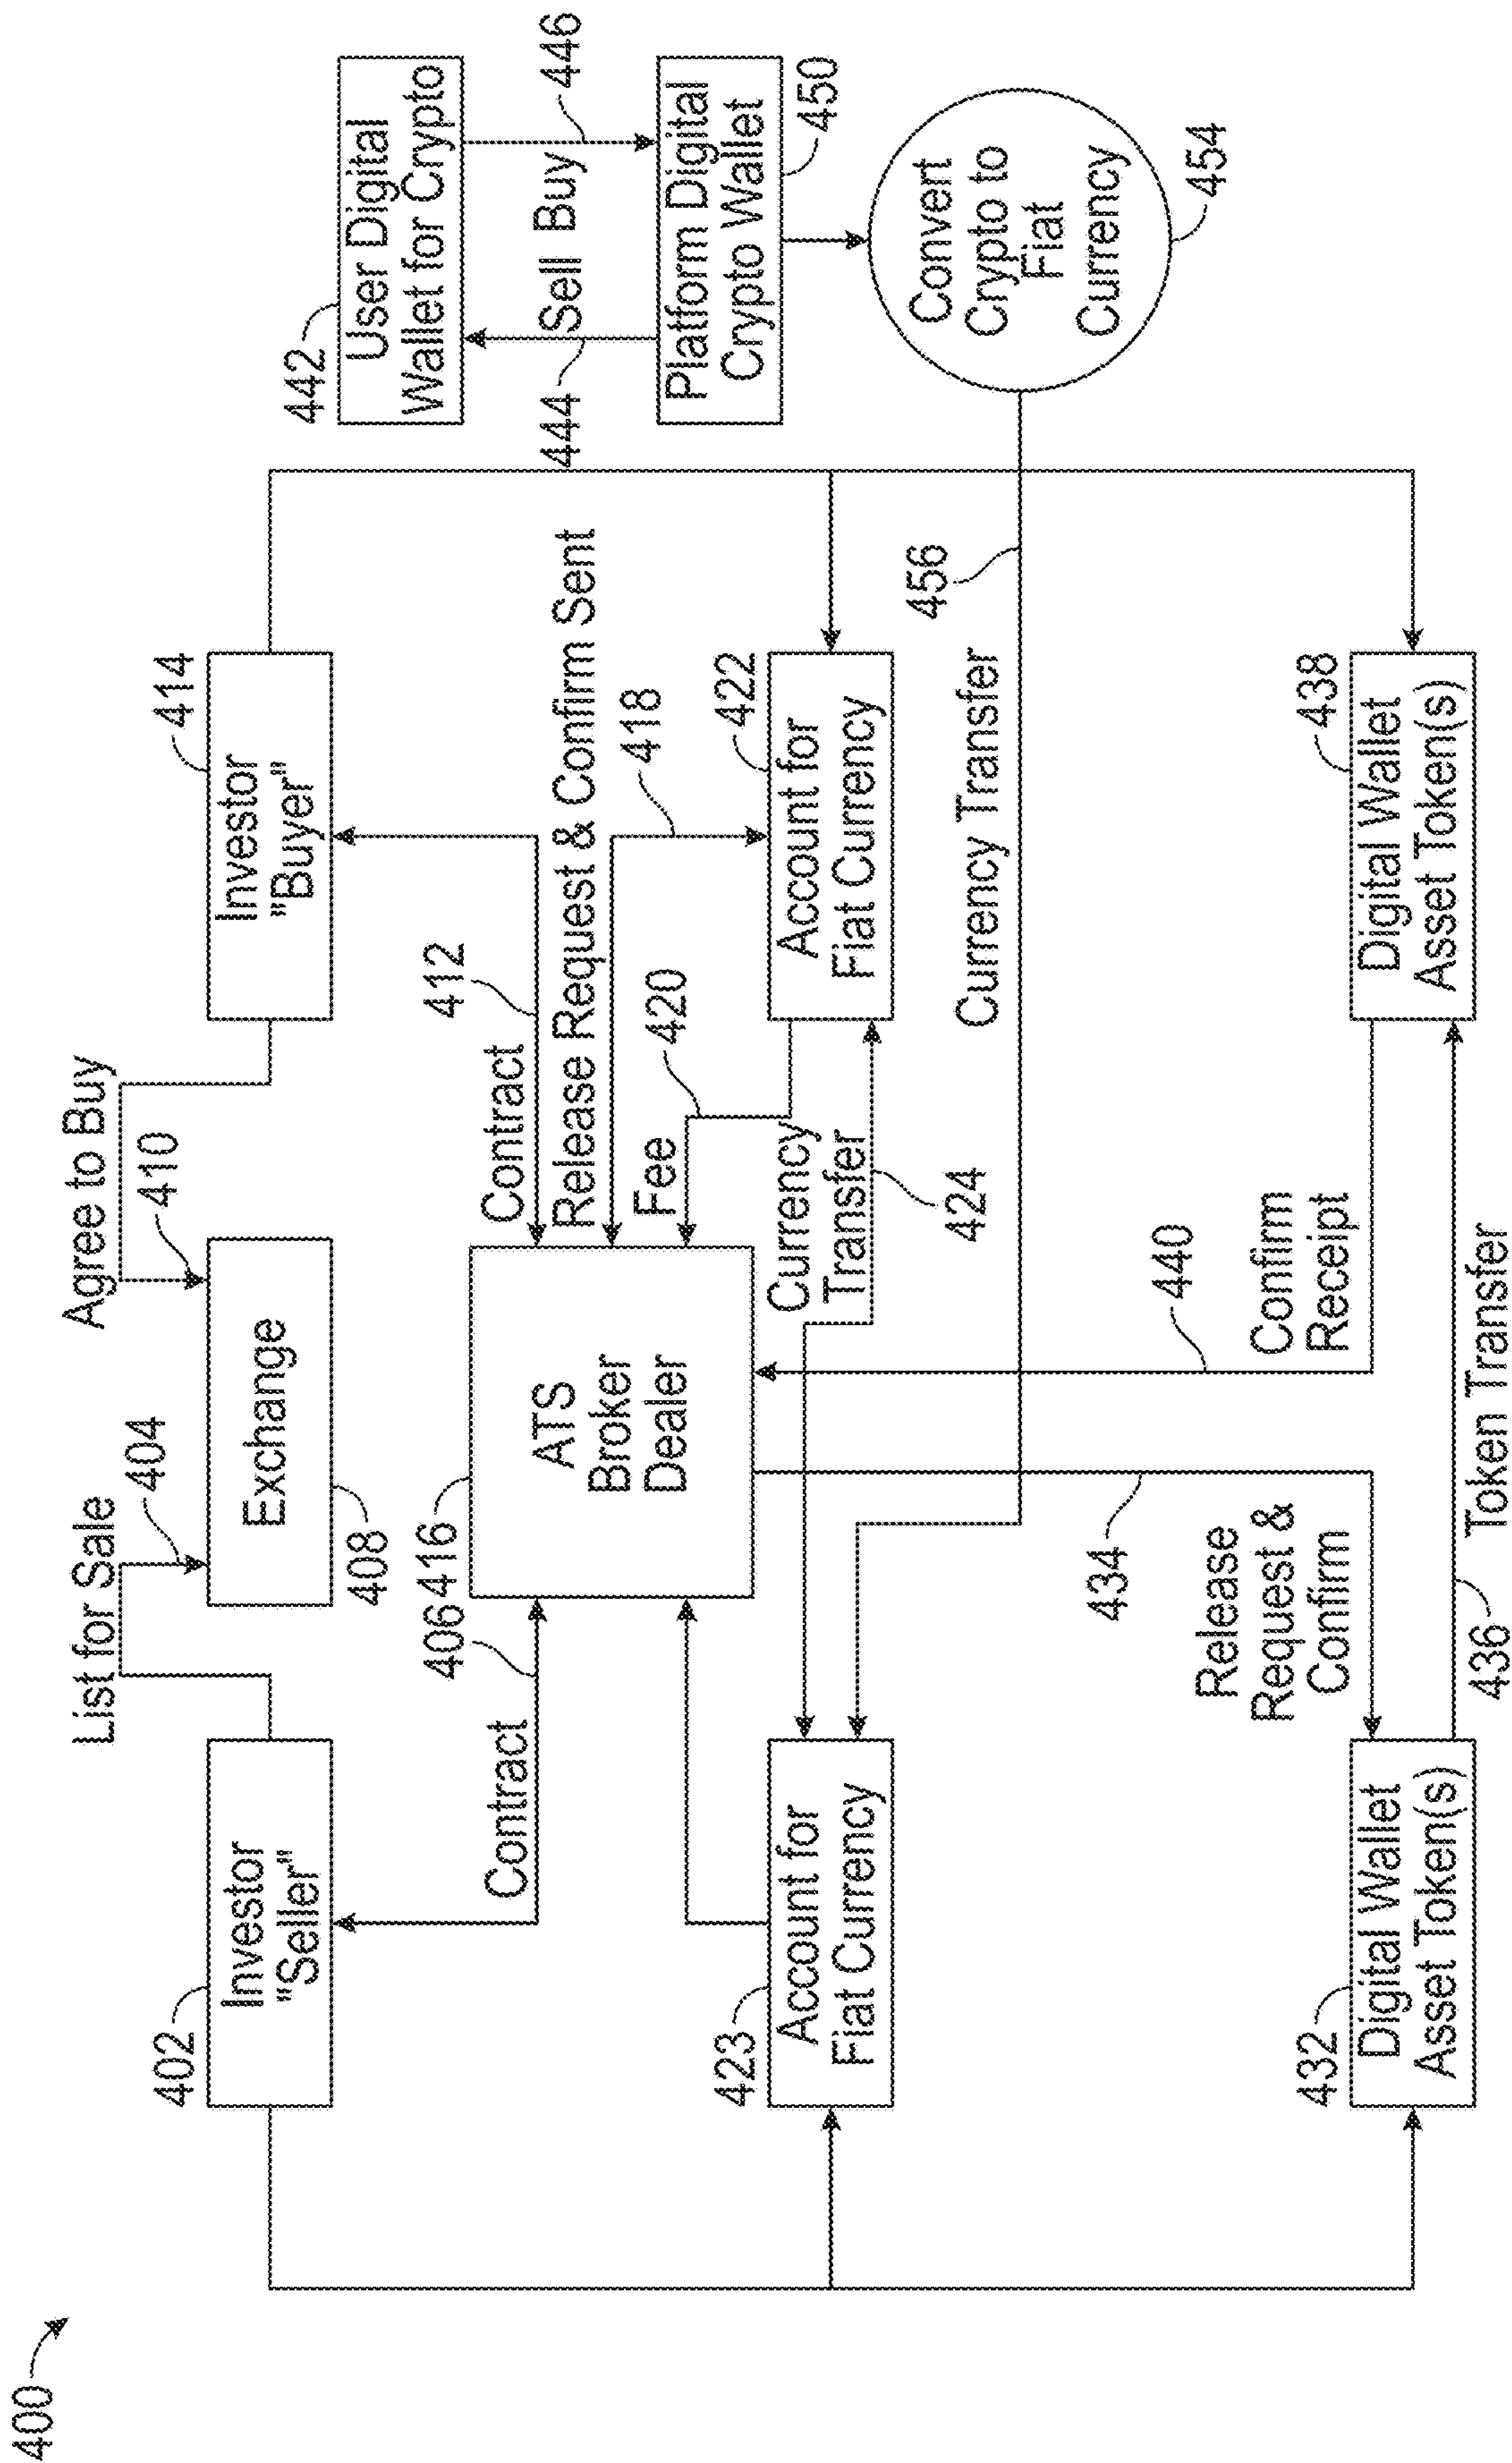 400
List for Sale
404
Agree to Buy
410
402
Investor
"Seller"
Exchange
408
414
Investor
"Buyer"
442
User Digital
Wallet for Crypto
444
Sell
Buy
446
Platform Digital
Crypto Wallet
450
Convert
Crypto to
Fiat
Currency
454
Contract
406
416
ATS
Broker
Dealer
Contract
412
Release Request & Confirm Sent
418
Fee
420
423
Account for
Fiat Currency
Currency
Transfer
424
422
Account for
Fiat Currency
Currency Transfer
456
434
Release
Request &
Confirm
440
Confirm
Receipt
432
Digital Wallet
Asset Token(s)
436
Token Transfer
438
Digital Wallet
Asset Token(s)